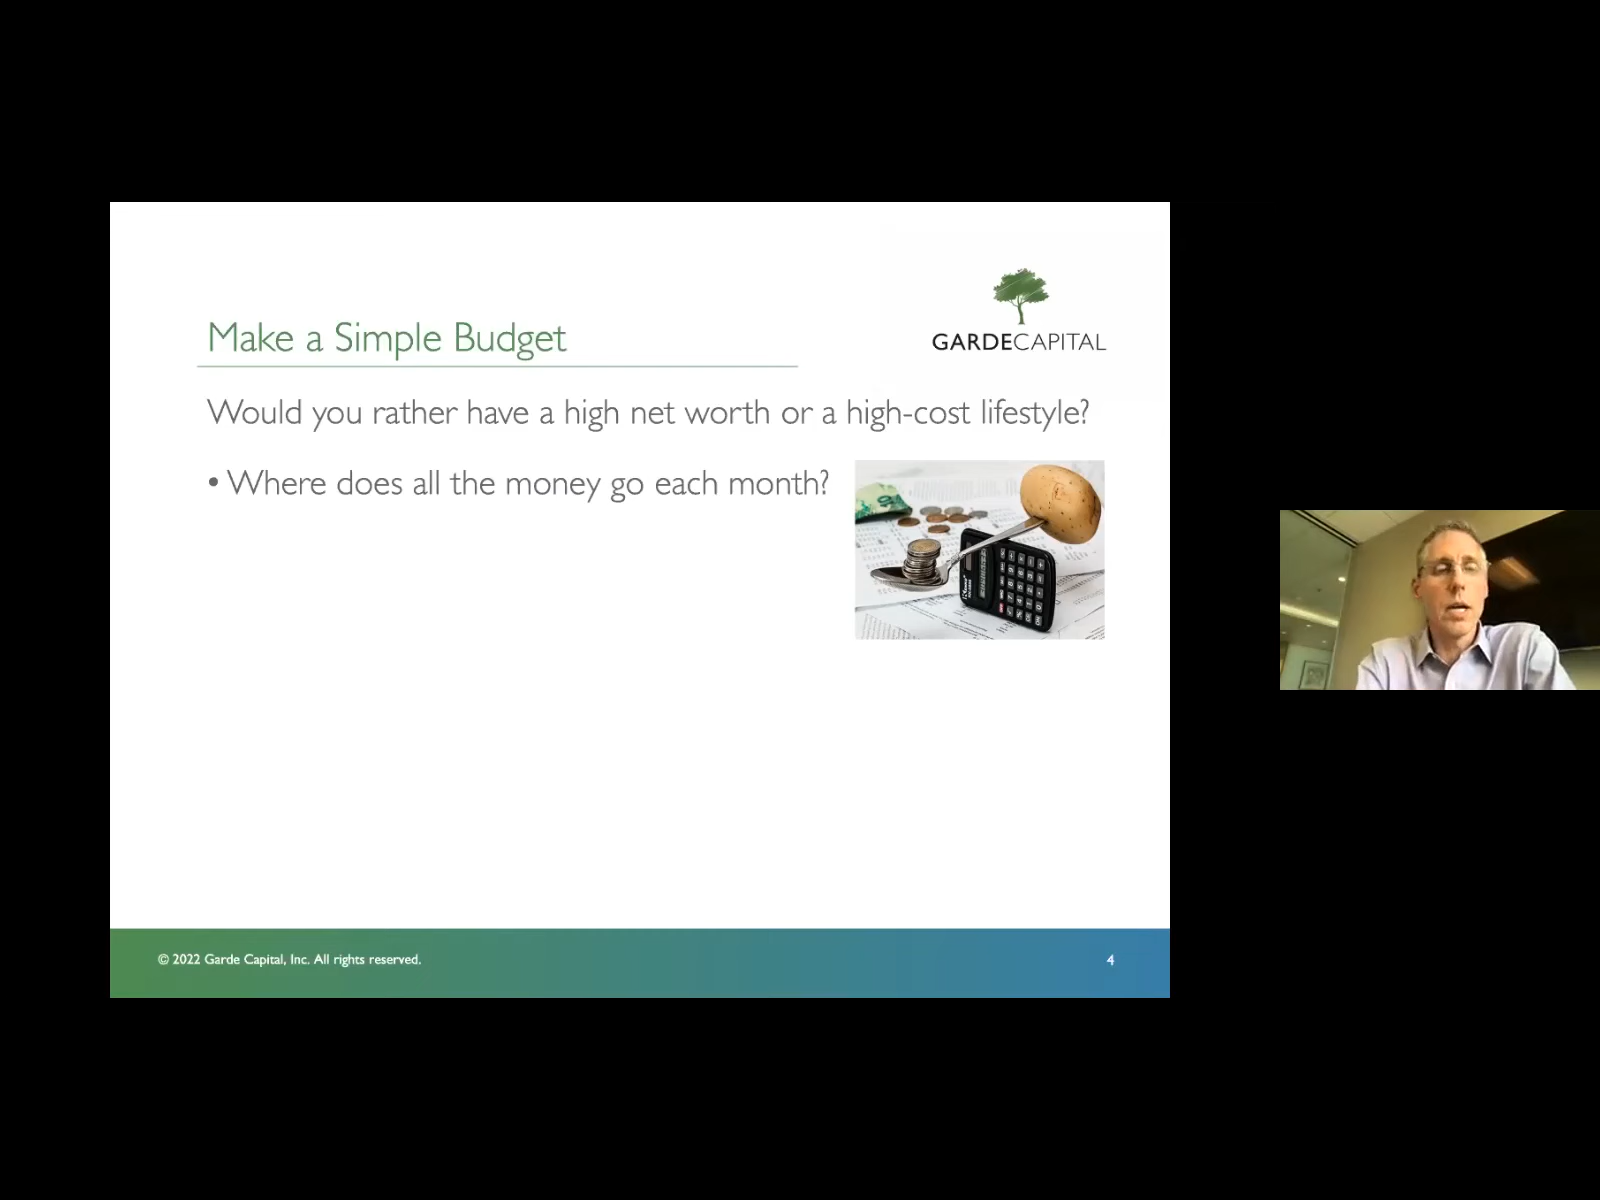 GARDECAPITAL
Make a Simple Budget
Would you rather have a high net worth or a high-cost lifestyle?
• Where does all the money go each month?
© 2022 Garde Capital, Inc. All rights reserved.
4